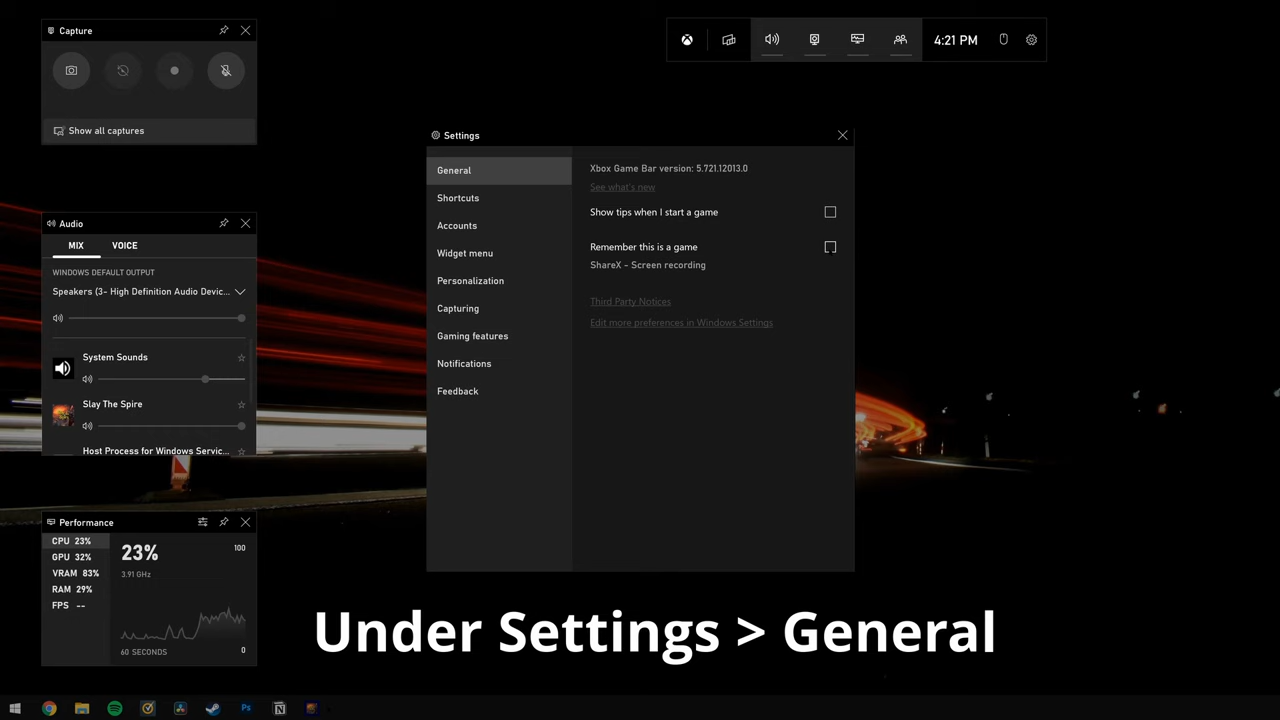 Capture
Show all captures
4:21 PM
Audio
MIX
VOICE
WINDOWS DEFAULT OUTPUT
Speakers (3- High Definition Audio Devic...
System Sounds
Slay The Spire
Host Process for Windows Servic...
Performance
CPU 23%
GPU 32%
VRAM 83%
RAM 29%
FPS --
23%
3.91 GHz
100
60 SECONDS
0
Settings
General
Shortcuts
Accounts
Widget menu
Personalization
Capturing
Gaming features
Notifications
Feedback
Xbox Game Bar version: 5.721.12013.0
See what's new
Show tips when I start a game
Remember this is a game
ShareX - Screen recording
Third Party Notices
Edit more preferences in Windows Settings
Under Settings > General
Ps